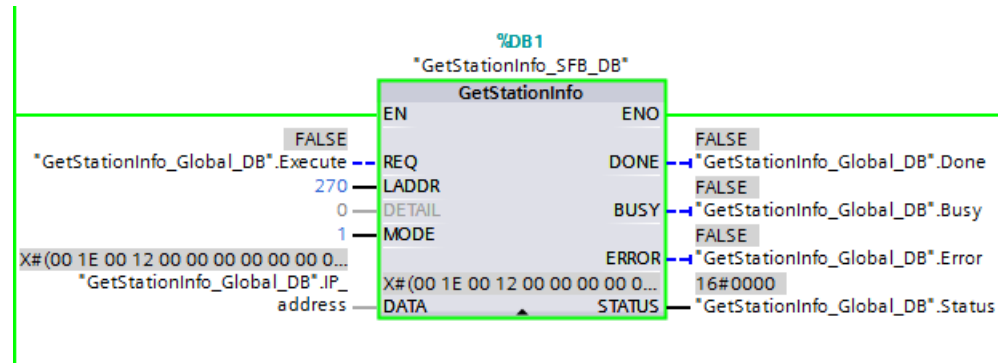 %DB1
"GetStationInfo_SFB_DB"
GetStationInfo
EN ENO
FALSE FALSE
"GetStationInfo_Global_DB".Execute REQ DONE "GetStationInfo_Global_DB".Done
270 LADDR FALSE
0 DETAIL BUSY "GetStationInfo_Global_DB".Busy
1 MODE FALSE
X#(00 1E 00 12 00 00 00 00 00 00 0... ERROR "GetStationInfo_Global_DB".Error
"GetStationInfo_Global_DB".IP_ X#(00 1E 00 12 00 00 00 00 00 0... 16#0000
address DATA STATUS "GetStationInfo_Global_DB".Status